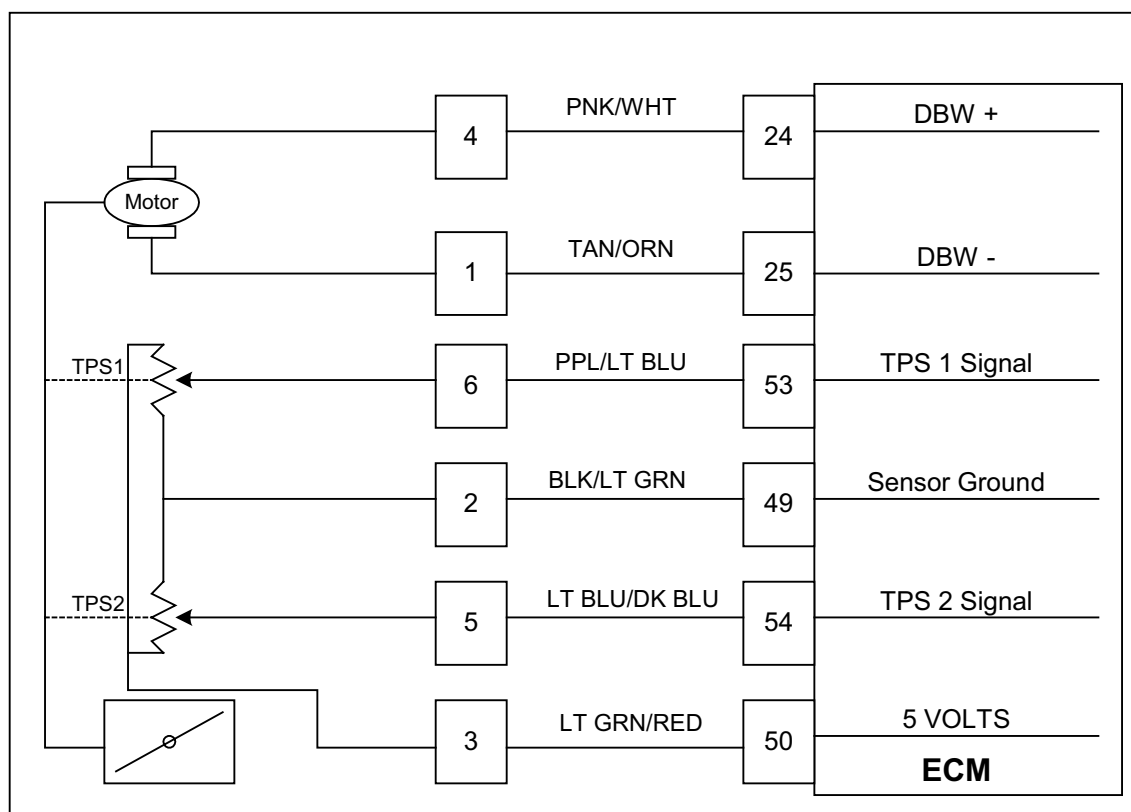 4 PNK/WHT 24 DBW +
Motor
1 TAN/ORN 25 DBW -
TPS1 6 PPL/LT BLU 53 TPS 1 Signal
2 BLK/LT GRN 49 Sensor Ground
TPS2 5 LT BLU/DK BLU 54 TPS 2 Signal
3 LT GRN/RED 50 5 VOLTS
ECM